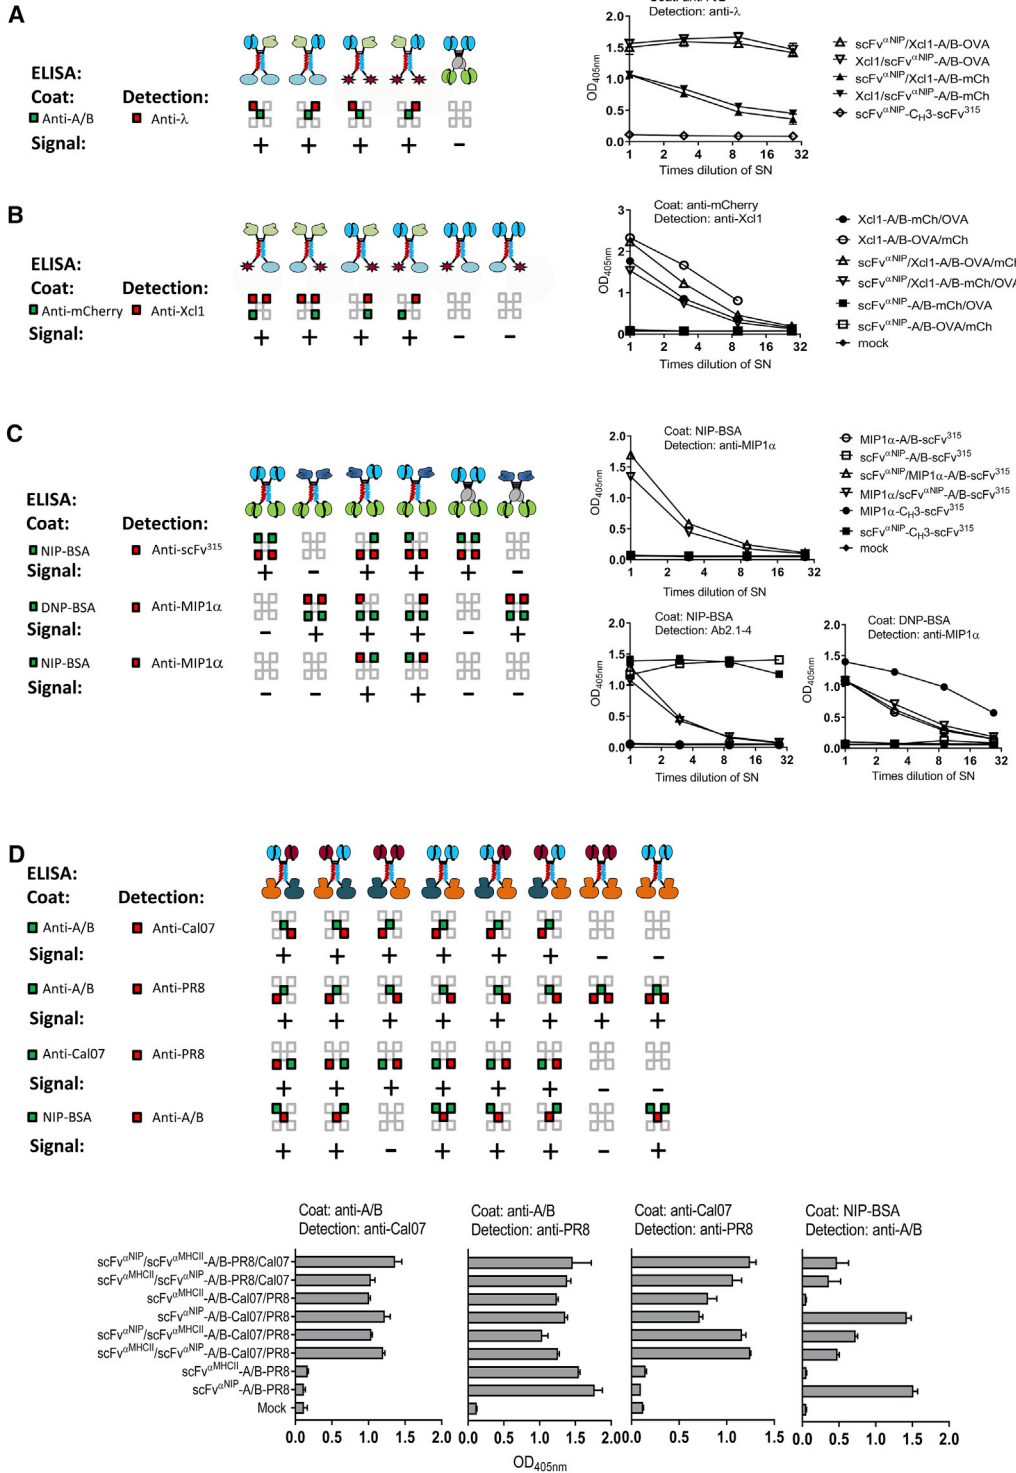 A
Detection: anti-λ
ELISA:
Coat: Detection:
Anti-A/B Anti-λ
Signal: + + + + −
OD405nm
2.0
1.5
1.0
0.5
0.0
1 2 4 8 16 32
Times dilution of SN
scFvαNIP/Xcl1-A/B-OVA
Xcl1/scFvαNIP-A/B-OVA
scFvαNIP/Xcl1-A/B-mCh
Xcl1/scFvαNIP-A/B-mCh
scFvαNIP-CH3-scFv315
B
ELISA:
Coat: Detection:
Anti-mCherry Anti-Xcl1
Signal: + + + + − −
Coat: anti-mCherry
Detection: anti-Xcl1
OD405nm
3
2
1
0
1 2 4 8 16 32
Times dilution of SN
Xcl1-A/B-mCh/OVA
Xcl1-A/B-OVA/mCh
scFvαNIP/Xcl1-A/B-OVA/mCh
scFvαNIP/Xcl1-A/B-mCh/OVA
scFvαNIP-A/B-mCh/OVA
scFvαNIP-A/B-OVA/mCh
mock
C
ELISA:
Coat: Detection:
NIP-BSA Anti-scFv315
Signal: + − + + + −
DNP-BSA Anti-MIP1α
Signal: − + + + − +
NIP-BSA Anti-MIP1α
Signal: − − + + − −
Coat: NIP-BSA
Detection: anti-MIP1α
OD405nm
2.0
1.5
1.0
0.5
0.0
1 2 4 8 16 32
Times dilution of SN
MIP1α-A/B-scFv315
scFvαNIP-A/B-scFv315
scFvαNIP/MIP1α-A/B-scFv315
MIP1α/scFvαNIP-A/B-scFv315
MIP1α-CH3-scFv315
scFvαNIP-CH3-scFv315
mock
Coat: NIP-BSA
Detection: Ab2.1-4
OD405nm
2.0
1.5
1.0
0.5
0.0
1 2 4 8 16 32
Times dilution of SN
Coat: DNP-BSA
Detection: anti-MIP1α
OD405nm
2.0
1.5
1.0
0.5
0.0
1 2 4 8 16 32
Times dilution of SN
D
ELISA:
Coat: Detection:
Anti-A/B Anti-Cal07
Signal: + + + + + + − −
Anti-A/B Anti-PR8
Signal: + + + + + + + +
Anti-Cal07 Anti-PR8
Signal: + + + + + + − −
NIP-BSA Anti-A/B
Signal: + + − + + + − +
Coat: anti-A/B
Detection: anti-Cal07
Coat: anti-A/B
Detection: anti-PR8
Coat: anti-Cal07
Detection: anti-PR8
Coat: NIP-BSA
Detection: anti-A/B
scFvαNIP/scFvαMHCII-A/B-PR8/Cal07
scFvαMHCII/scFvαNIP-A/B-PR8/Cal07
scFvαMHCII-A/B-Cal07/PR8
scFvαNIP-A/B-Cal07/PR8
scFvαNIP/scFvαMHCII-A/B-Cal07/PR8
scFvαMHCII/scFvαNIP-A/B-Cal07/PR8
scFvαMHCII-A/B-PR8
scFvαNIP-A/B-PR8
Mock
0.0 0.5 1.0 1.5 2.0
0.0 0.5 1.0 1.5 2.0
0.0 0.5 1.0 1.5
0.0 0.5 1.0 1.5 2.0
OD405nm